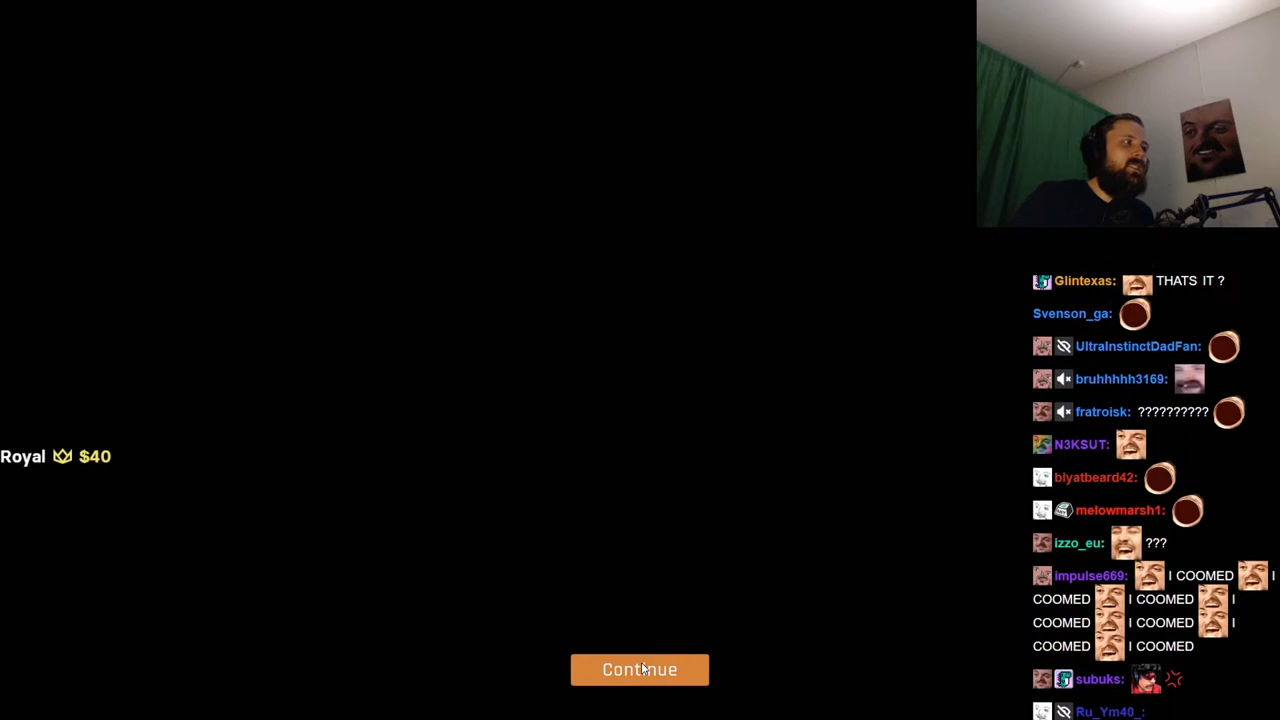 Glintexas: THATS IT ?
Svenson_ga:
UltraInstinctDadFan:
bruhhhhh3169:
fratroisk: ??????????
N3KSUT:
Royal $40
blyatbeard42:
melowmarsh1:
izzo_eu: ???
impulse669: I COOMED I
COOMED I COOMED I
COOMED I COOMED I
COOMED I COOMED
Continue
subuks:
Ru_Ym40_: